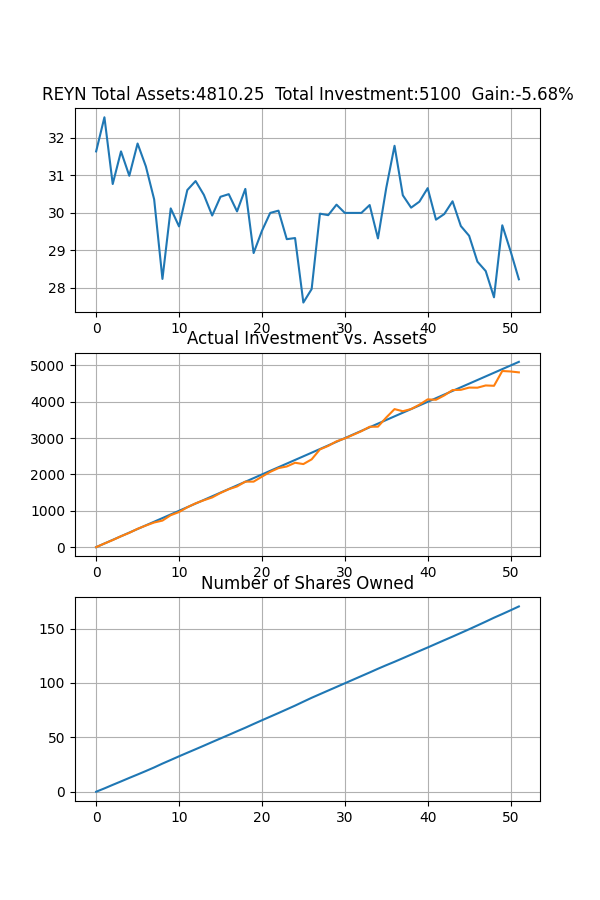 REYN Total Assets:4810.25  Total Investment:5100  Gain:-5.68%
32
31
30
29
28
0 10 20 30 40 50
Actual Investment vs. Assets
5000
4000
3000
2000
1000
0
0 10 20 30 40 50
Number of Shares Owned
150
100
50
0
0 10 20 30 40 50